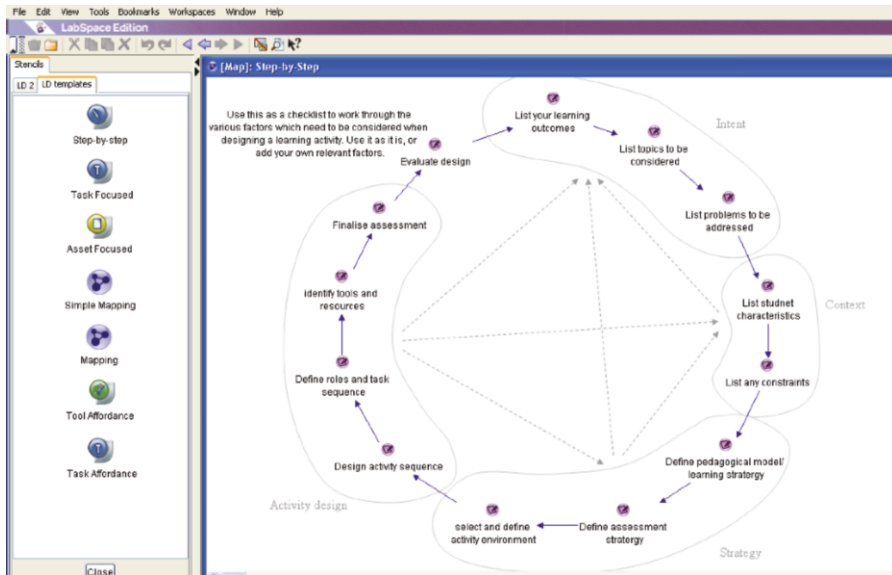 File Edit View Tools Bookmarks Workspaces Window Help
LabSpace Edition
Stencils
LD 2 LD templates
Step-by-step
Task Focused
Asset Focused
Simple Mapping
Mapping
Tool Affordance
Task Affordance
Close
[Map]: Step-by-Step
Use this as a checklist to work through the
various factors which need to be considered when
designing a learning activity. Use it as it is, or
add your own relevant factors.
List your learning
outcomes
Intent
List topics to be
considered
List problems to be
addressed
List studnet
characteristics
Context
List any constraints
Define pedagogical model/
learning stratergy
Define assessment
stratergy
Strategy
select and define
activity environment
Design activity sequence
Activity design
Define roles and task
sequence
identify tools and
resources
Finalise assessment
Evaluate design